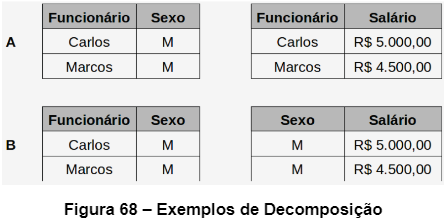 Funcionário Sexo Funcionário Salário
A Carlos M Carlos R$ 5.000,00
Marcos M Marcos R$ 4.500,00
Funcionário Sexo Sexo Salário
B Carlos M M R$ 5.000,00
Marcos M M R$ 4.500,00
Figura 68 – Exemplos de Decomposição